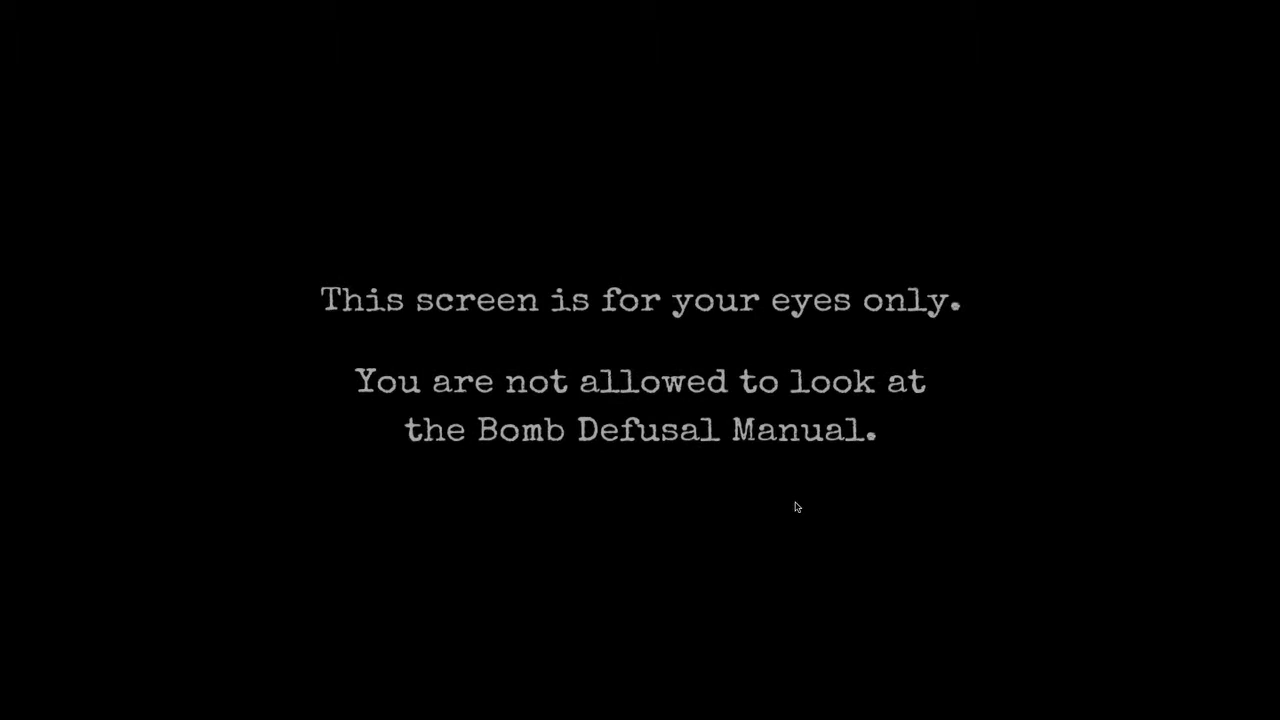 This screen is for your eyes only.
You are not allowed to look at
the Bomb Defusal Manual.